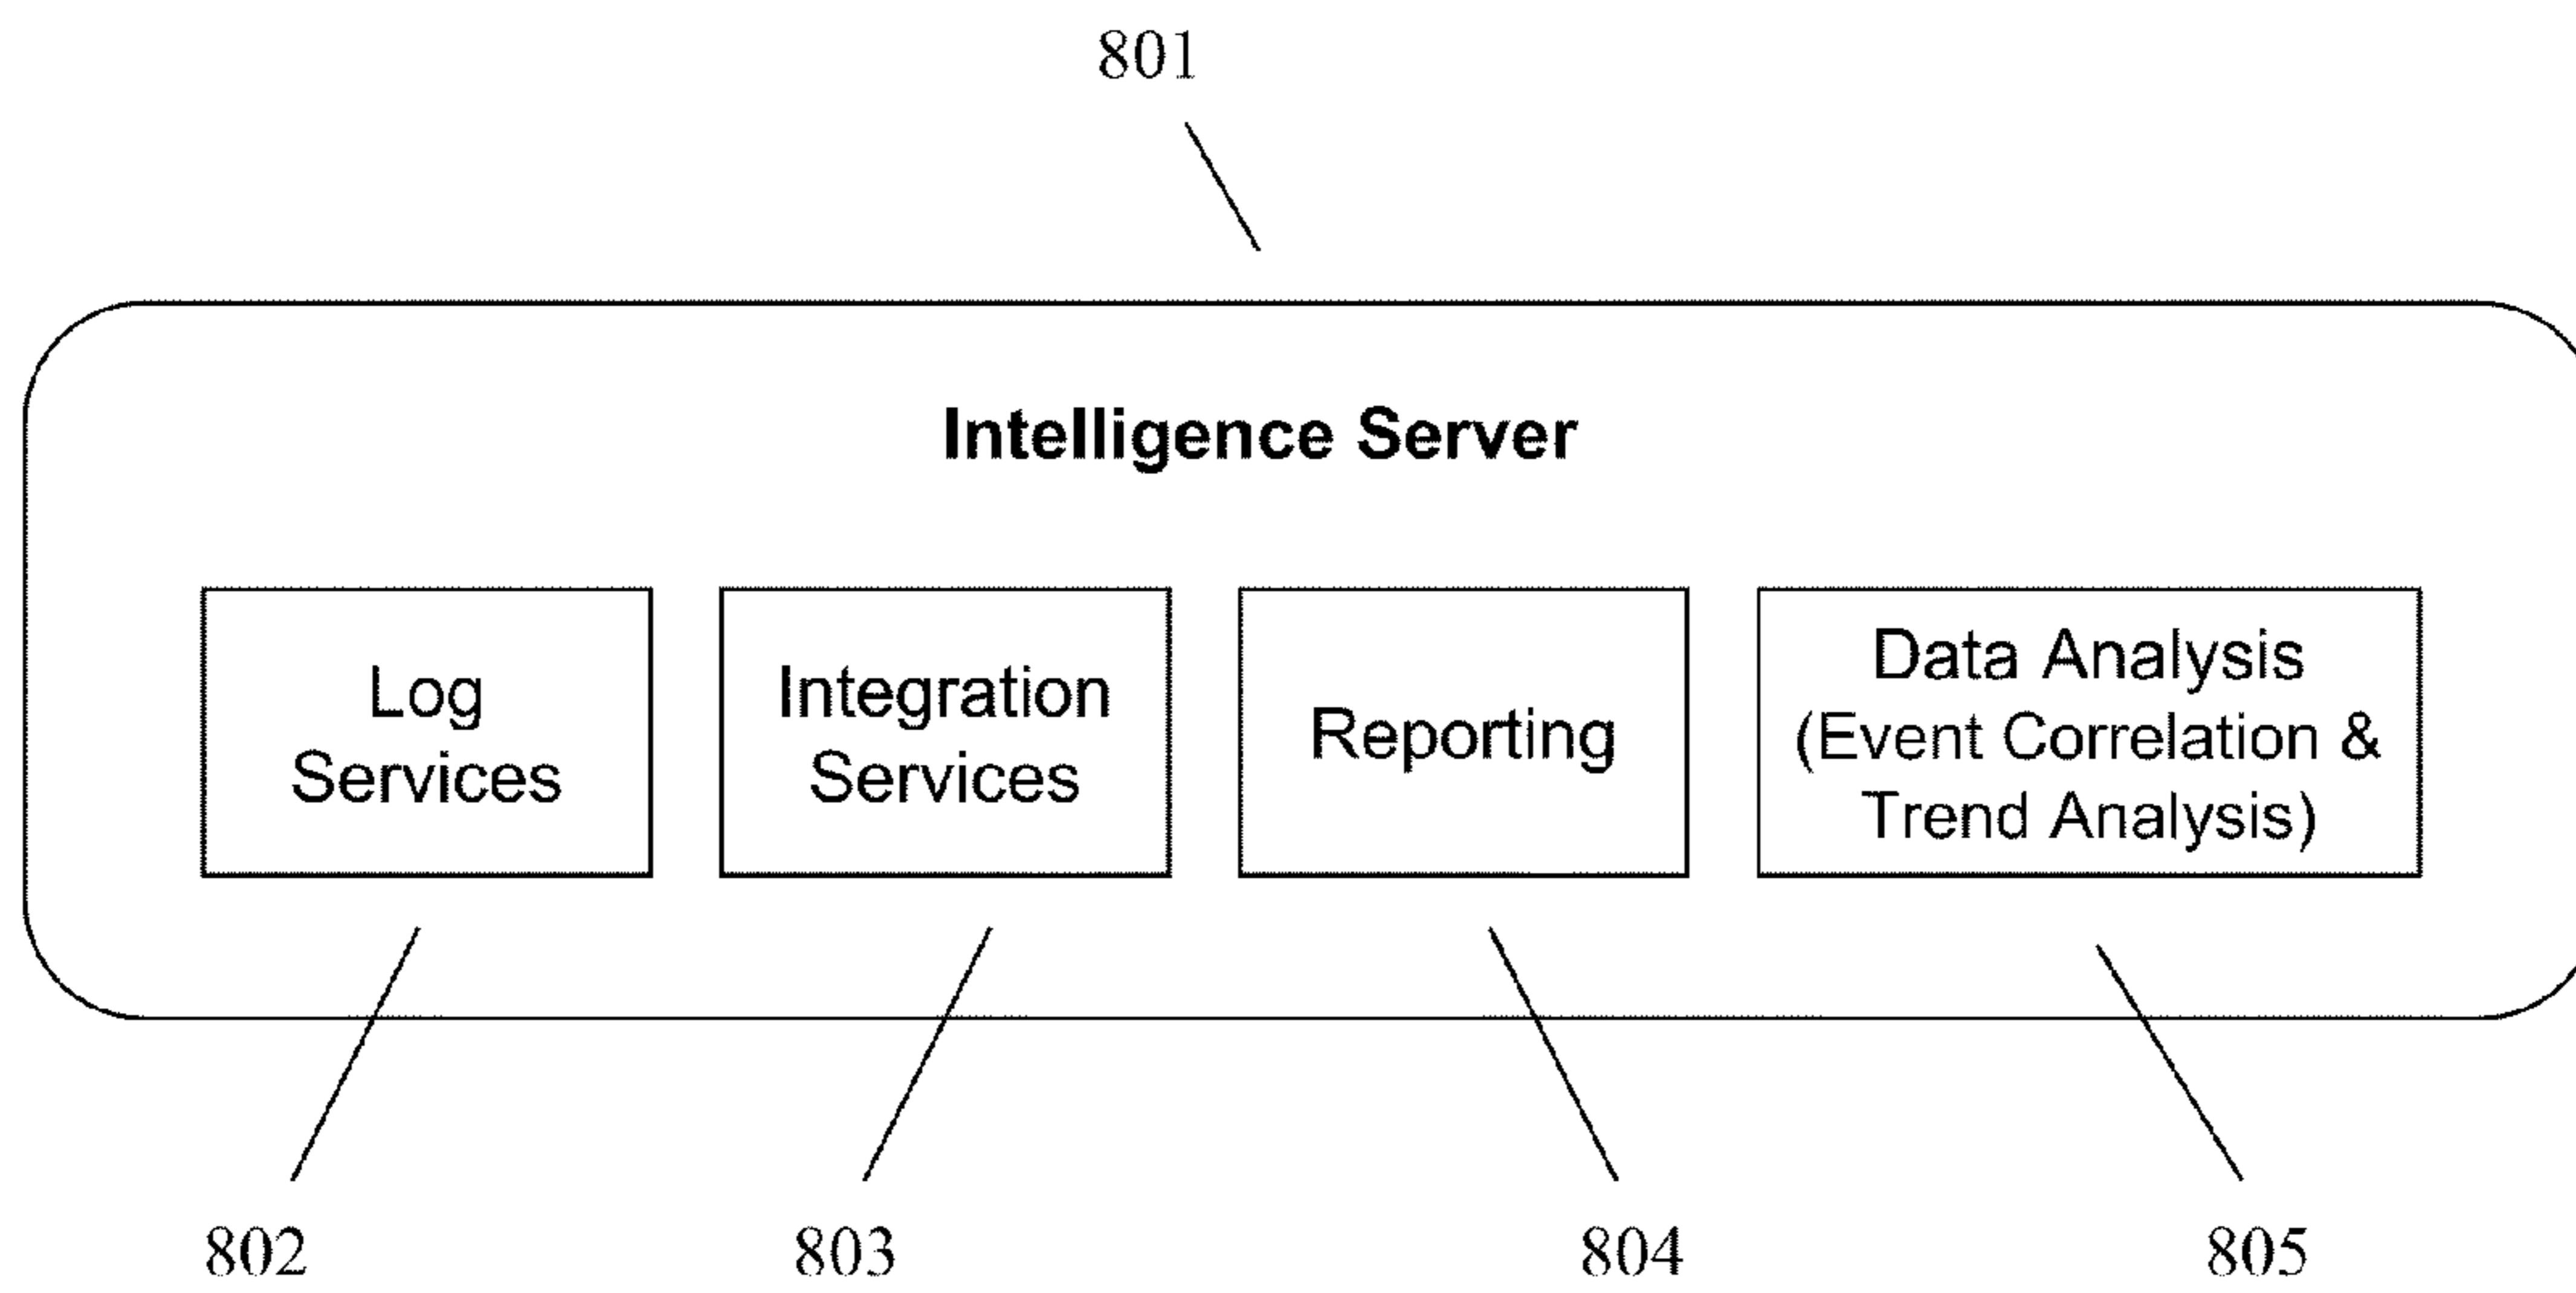 801
Intelligence Server
Log
Services
Integration
Services
Reporting
Data Analysis
(Event Correlation &
Trend Analysis)
802
803
804
805